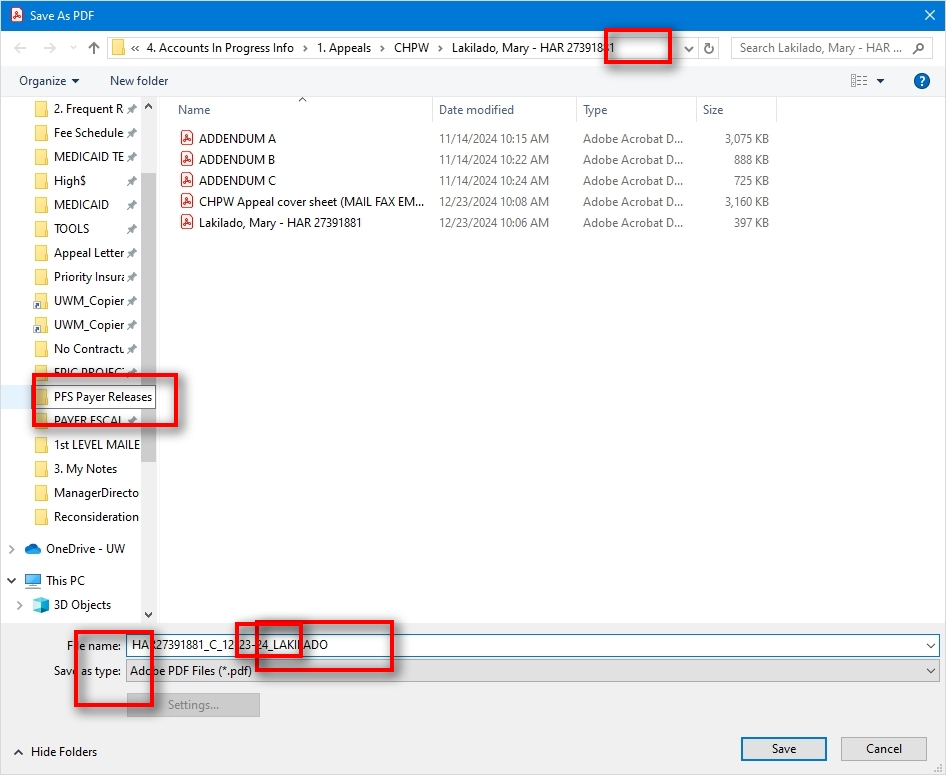 Save As PDF
« 4. Accounts In Progress Info › 1. Appeals › CHPW › Lakilado, Mary - HAR 27391881
Search Lakilado, Mary - HAR ...
Organize
New folder
Name Date modified Type Size
ADDENDUM A 11/14/2024 10:15 AM Adobe Acrobat D... 3,075 KB
ADDENDUM B 11/14/2024 10:22 AM Adobe Acrobat D... 888 KB
ADDENDUM C 11/14/2024 10:24 AM Adobe Acrobat D... 725 KB
CHPW Appeal cover sheet (MAIL FAX EM... 12/23/2024 10:08 AM Adobe Acrobat D... 3,160 KB
Lakilado, Mary - HAR 27391881 12/23/2024 10:06 AM Adobe Acrobat D... 397 KB
2. Frequent R
Fee Schedule
MEDICAID TE
High$
MEDICAID
TOOLS
Appeal Letter
Priority Insura
UWM_Copier
UWM_Copier
No Contractu
EPIC PROJECT
PFS Payer Releases
PAYER ESCAL
1st LEVEL MAILE
3. My Notes
ManagerDirecto
Reconsideration
OneDrive - UW
This PC
3D Objects
File name: HAR27391881_C_12-23-24_LAKILADO
Save as type: Adobe PDF Files (*.pdf)
Settings...
Hide Folders
Save
Cancel